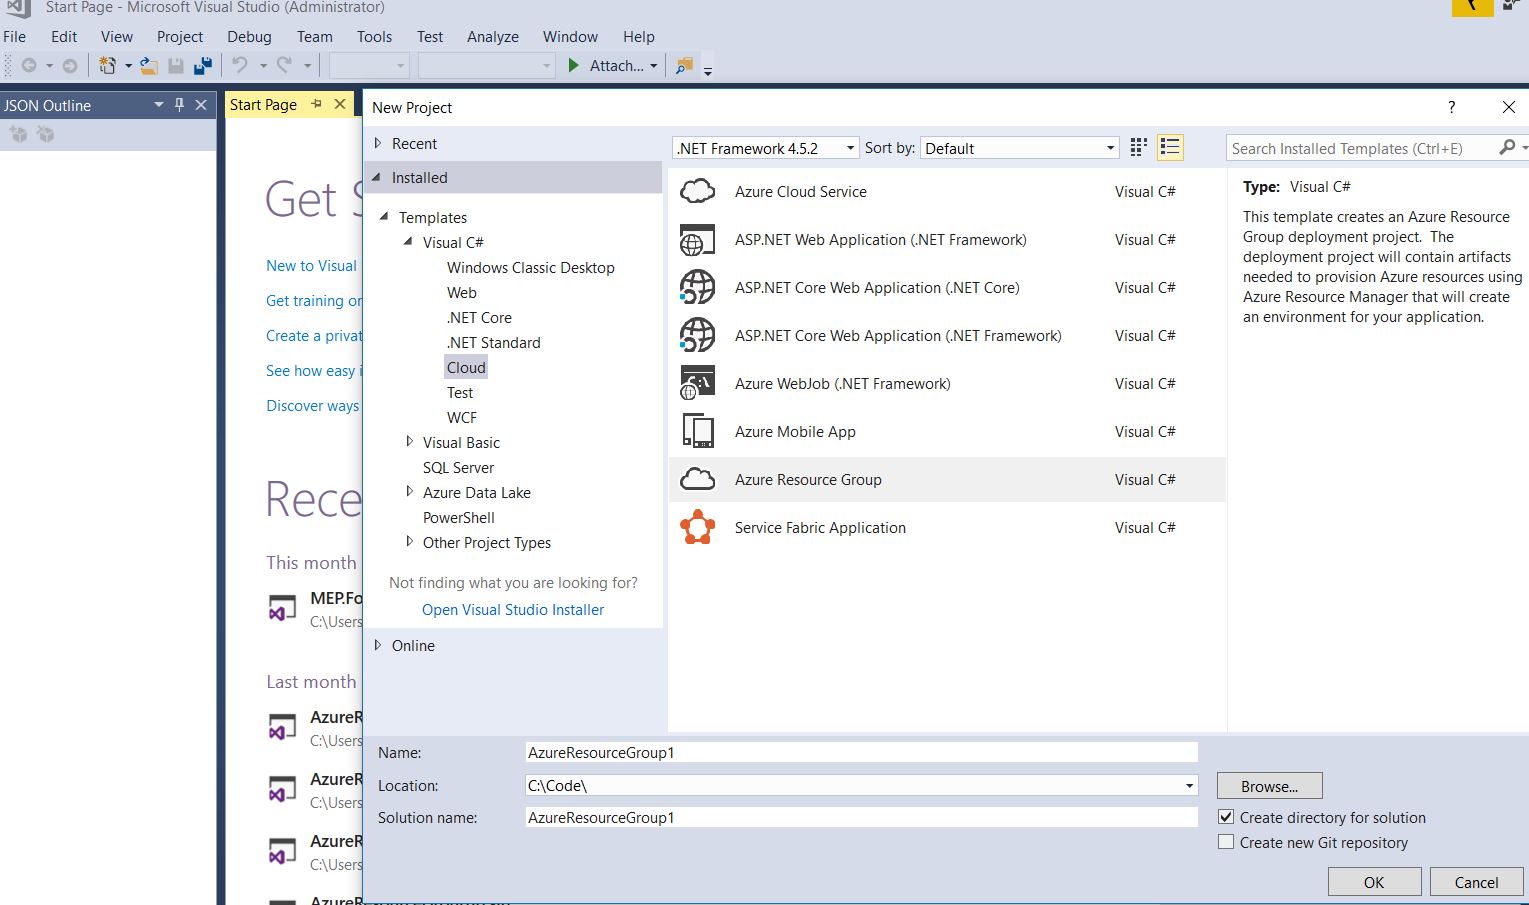 Start Page - Microsoft Visual Studio (Administrator)
File Edit View Project Debug Team Tools Test Analyze Window Help
Attach...
JSON Outline
Start Page
New Project
?
Get
New to Visual
Get training
Create a
See how easy
Discover ways
This month
C:\Users
Last month
C:\Users
C:\Users
C:\Users
Recent
Installed
Templates
Visual C#
Windows Classic Desktop
Web
.NET Core
.NET Standard
Cloud
Test
WCF
Visual Basic
SQL Server
Azure Data Lake
PowerShell
Other Project Types
Not finding what you are looking for?
Open Visual Studio Installer
Online
.NET Framework 4.5.2 Sort by: Default
Search Installed Templates (Ctrl+E)
Azure Cloud Service Visual C#
ASP.NET Web Application (.NET Framework) Visual C#
ASP.NET Core Web Application (.NET Core) Visual C#
ASP.NET Core Web Application (.NET Framework) Visual C#
Azure WebJob (.NET Framework) Visual C#
Azure Mobile App Visual C#
Azure Resource Group Visual C#
Service Fabric Application Visual C#
Type: Visual C#
This template creates an Azure Resource
Group deployment project. The
deployment project will contain artifacts
needed to provision Azure resources using
Azure Resource Manager that will create
an environment for your application.
Name: AzureResourceGroup1
Location: C:\Code\
Browse...
Solution name: AzureResourceGroup1
Create directory for solution
Create new Git repository
OK Cancel